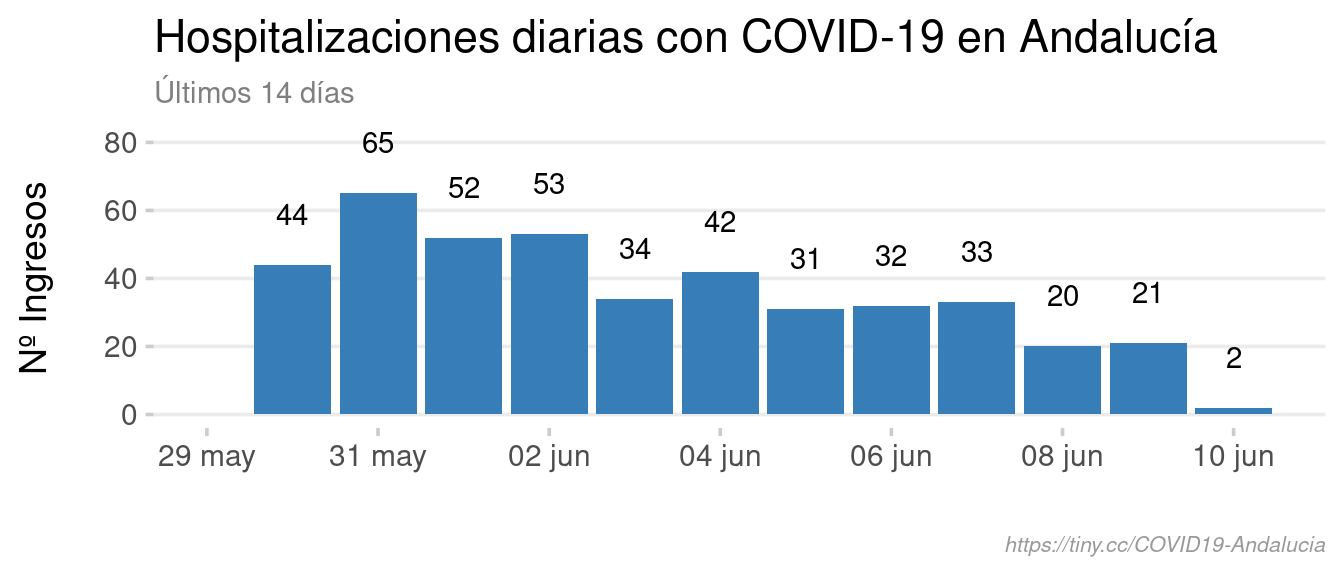 Hospitalizaciones diarias con COVID-19 en Andalucía
Últimos 14 días
Nº Ingresos
80
60
40
20
0
44
65
52
53
34
42
31
32
33
20
21
2
29 may
31 may
02 jun
04 jun
06 jun
08 jun
10 jun
https://tiny.cc/COVID19-Andalucia